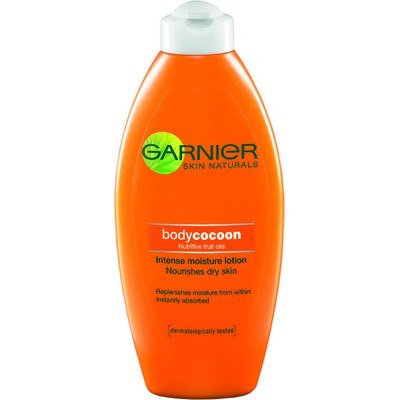 GARNIER
SKIN NATURALS
bodycocoon
Nutritive fruit oils
Intense moisture lotion
Nourishes dry skin
Replenishes moisture from within
Instantly absorbed
[dermatologically tested]